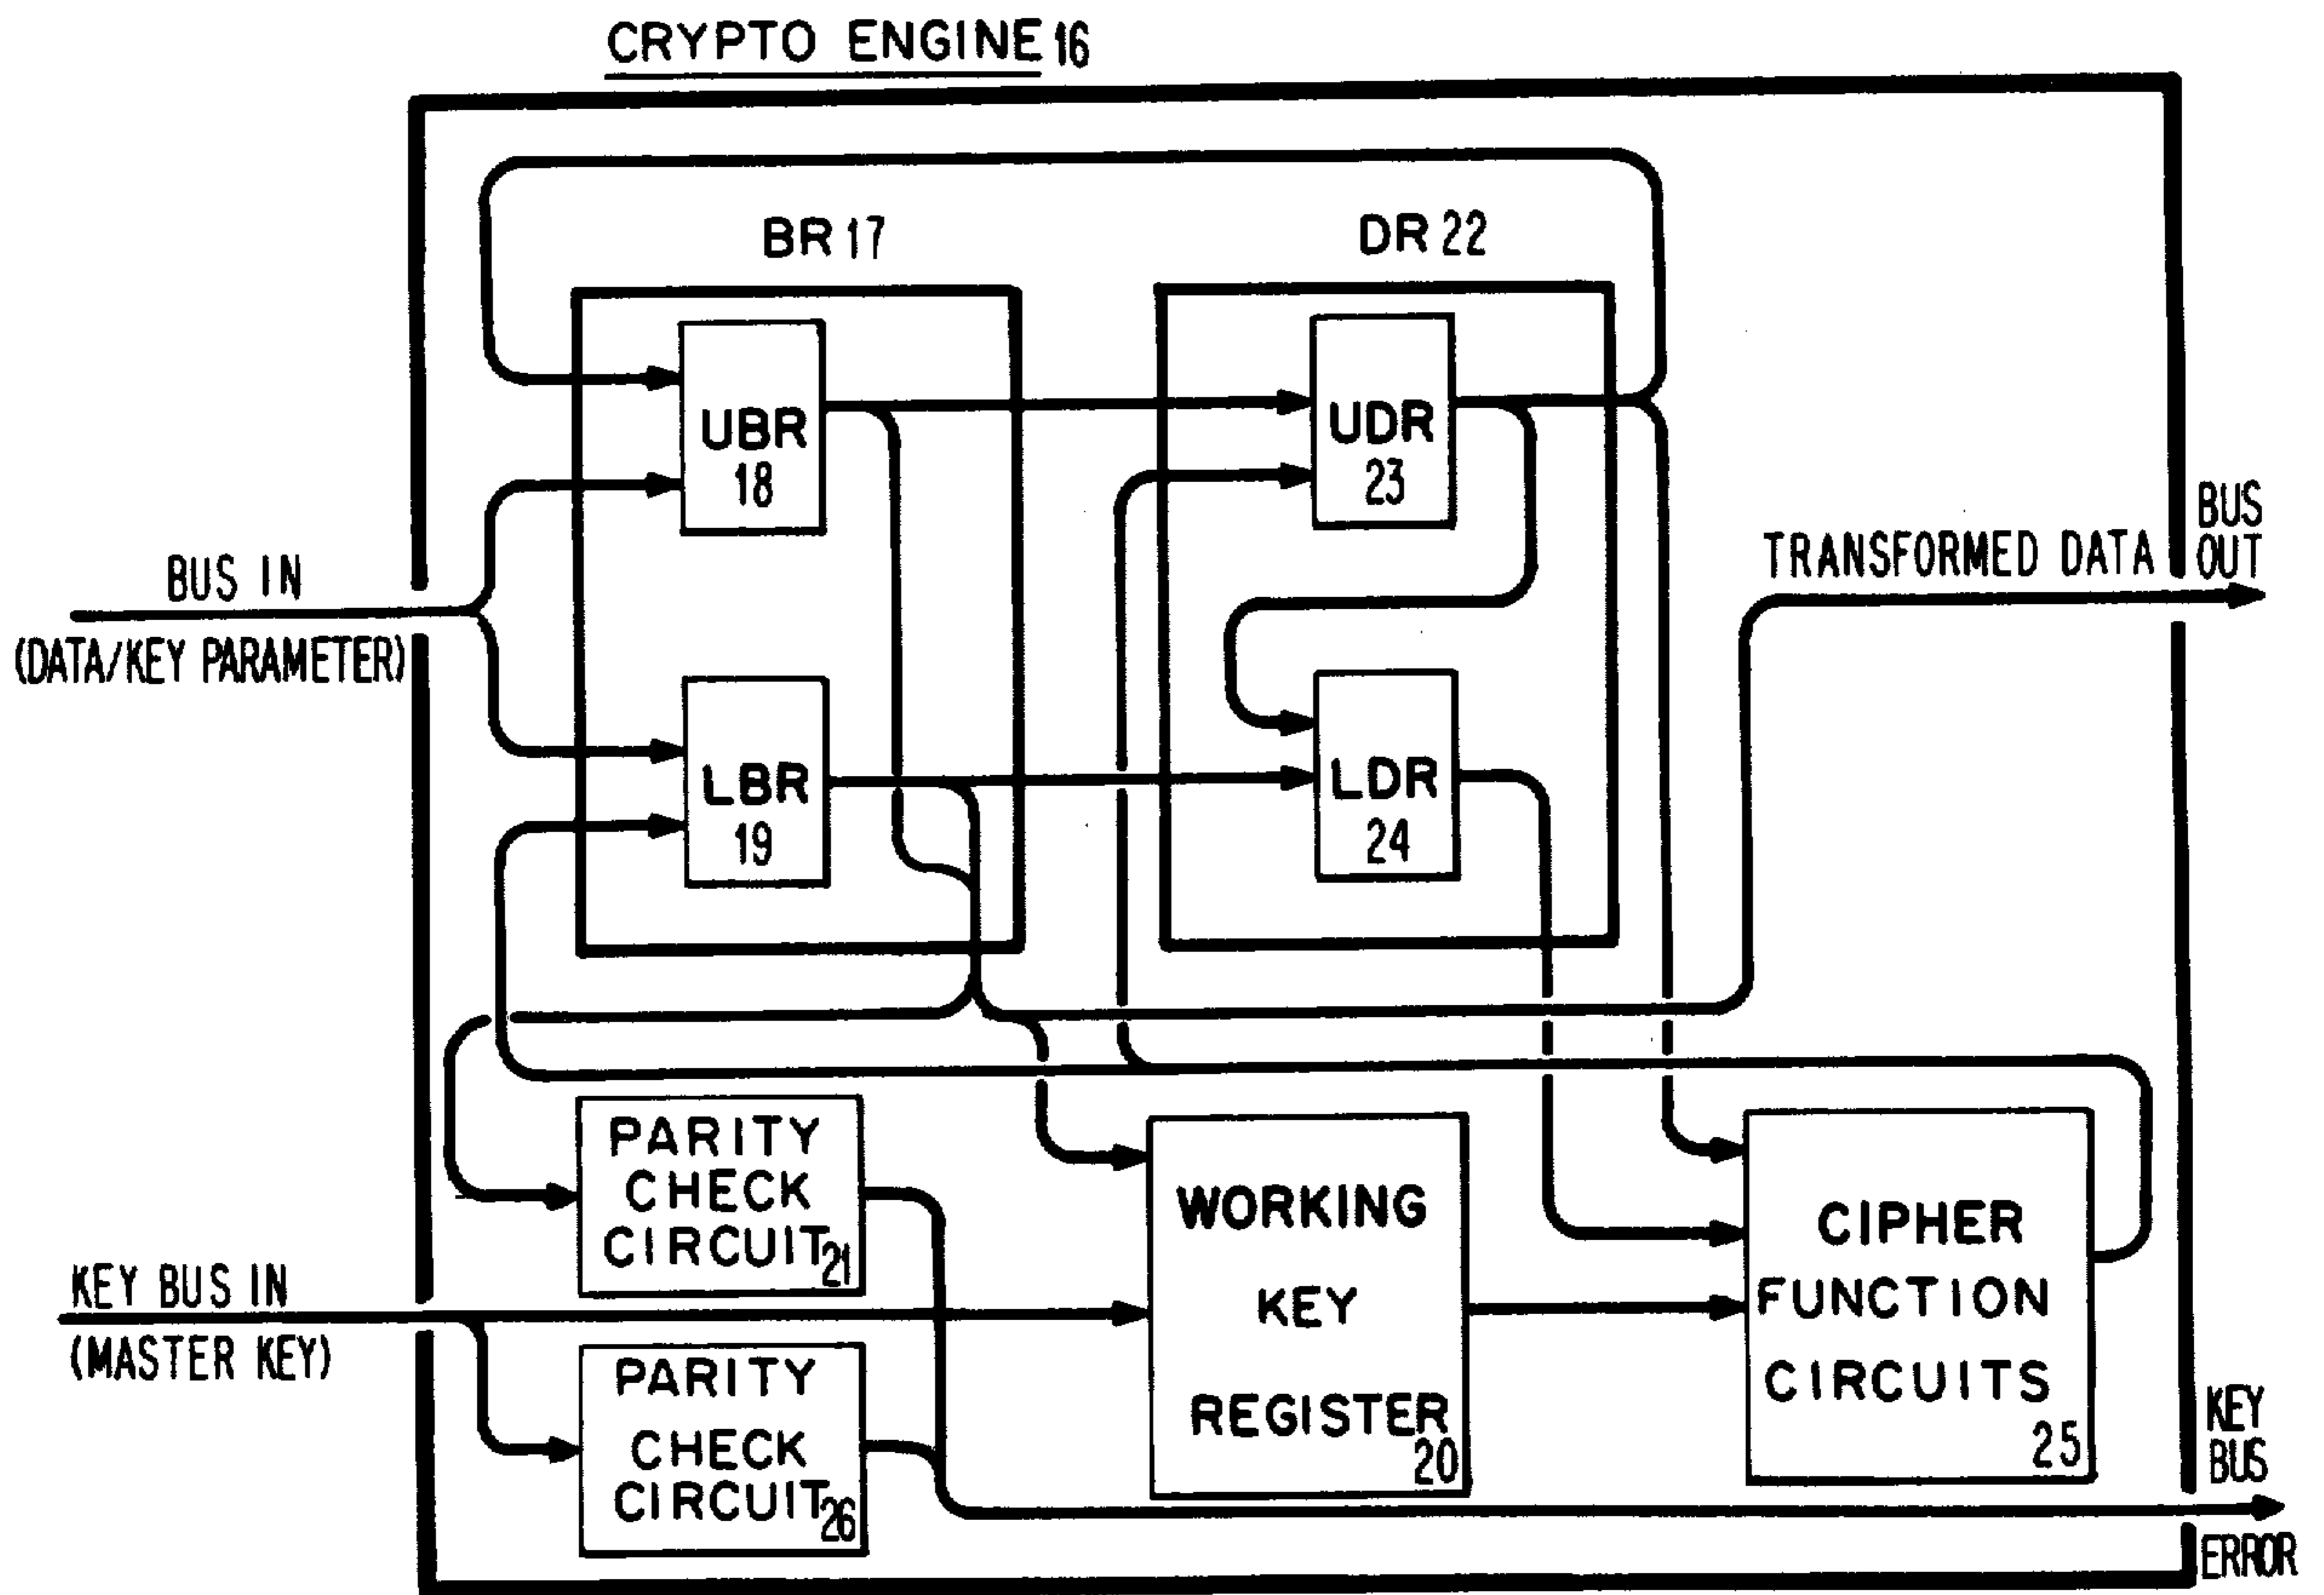 CRYPTO ENGINE 16
BR 17
DR 22
UBR
18
UDR
23
BUS IN
(DATA/KEY PARAMETER)
TRANSFORMED DATA
BUS
OUT
LBR
19
LDR
24
PARITY
CHECK
CIRCUIT
21
WORKING
KEY
REGISTER
20
CIPHER
FUNCTION
CIRCUITS
25
KEY BUS IN
(MASTER KEY)
PARITY
CHECK
CIRCUIT
26
KEY
BUS
ERROR